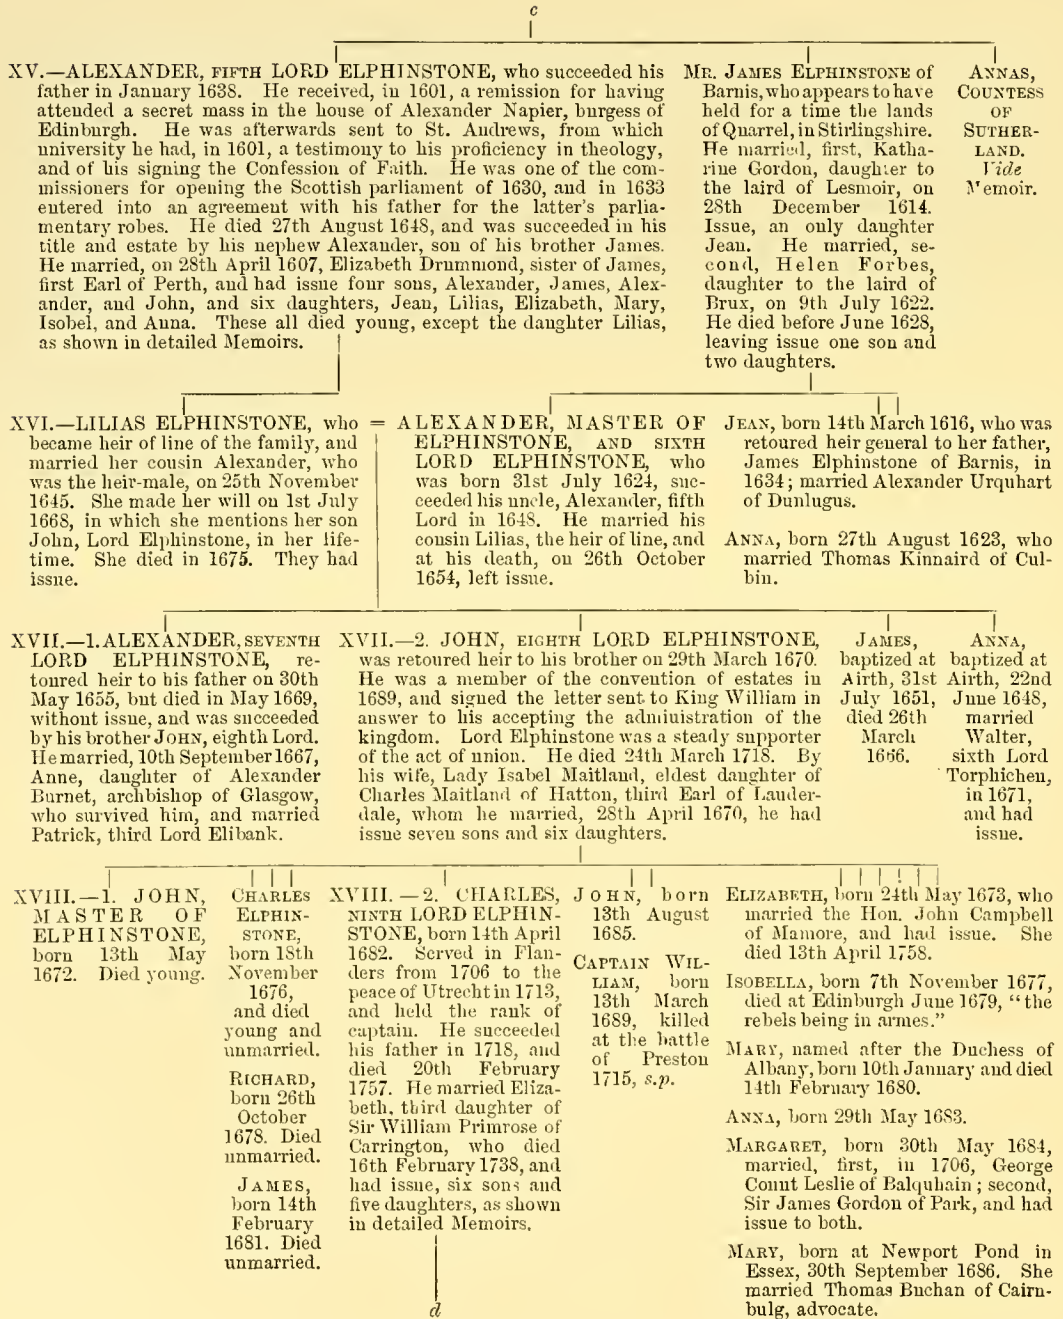 c
XV.—ALEXANDER, FIFTH LORD ELPHINSTONE, who succeeded his
father in January 1638. He received, in 1601, a remission for having
attended a secret mass in the house of Alexander Napier, burgess of
Edinburgh. He was afterwards sent to St. Andrews, from which
university he had, in 1601, a testimony to his proficiency in theology,
and of his signing the Confession of Faith. He was one of the com-
missioners for opening the Scottish parliament of 1630, and in 1633
entered into an agreement with his father for the latter's parlia-
mentary robes. He died 27th August 1648, and was succeeded in his
title and estate by his nephew Alexander, son of his brother James.
He married, on 28th April 1607, Elizabeth Drummond, sister of James,
first Earl of Perth, and had issue four sons, Alexander, James, Alex-
ander, and John, and six daughters, Jean, Lilias, Elizabeth, Mary,
Isobel, and Anna. These all died young, except the daughter Lilias,
as shown in detailed Memoirs.
MR. JAMES ELPHINSTONE of
Barnis, who appears to have
held for a time the lands
of Quarrel, in Stirlingshire.
He married, first, Katha-
rine Gordon, daughter to
the laird of Lesmoir, on
28th December 1614.
Issue, an only daughter
Jean. He married, se-
cond, Helen Forbes,
daughter to the laird of
Brux, on 9th July 1622.
He died before June 1628,
leaving issue one son and
two daughters.
ANNAS,
COUNTESS
OF
SUTHER-
LAND.
Vide
Memoir.
XVI.—LILIAS ELPHINSTONE, who =
became heir of line of the family, and
married her cousin Alexander, who
was the heir-male, on 25th November
1645. She made her will on 1st July
1668, in which she mentions her son
John, Lord Elphinstone, in her life-
time. She died in 1675. They had
issue.
ALEXANDER, MASTER OF
ELPHINSTONE, AND SIXTH
LORD ELPHINSTONE, who
was born 31st July 1624, suc-
ceeded his uncle, Alexander, fifth
Lord in 1648. He married his
cousin Lilias, the heir of line, and
at his death, on 26th October
1654, left issue.
JEAN, born 14th March 1616, who was
retoured heir general to her father,
James Elphinstone of Barnis, in
1634; married Alexander Urquhart
of Dunlugus.
ANNA, born 27th August 1623, who
married Thomas Kinnaird of Cul-
bin.
XVII.—1. ALEXANDER, SEVENTH
LORD ELPHINSTONE, re-
toured heir to his father on 30th
May 1655, but died in May 1669,
without issue, and was succeeded
by his brother JOHN, eighth Lord.
He married, 10th September 1667,
Anne, daughter of Alexander
Burnet, archbishop of Glasgow,
who survived him, and married
Patrick, third Lord Elibank.
XVII.—2. JOHN, EIGHTH LORD ELPHINSTONE,
was retoured heir to his brother on 29th March 1670.
He was a member of the convention of estates in
1689, and signed the letter sent to King William in
answer to his accepting the administration of the
kingdom. Lord Elphinstone was a steady supporter
of the act of union. He died 24th March 1718. By
his wife, Lady Isabel Maitland, eldest daughter of
Charles Maitland of Hatton, third Earl of Lauder-
dale, whom he married, 28th April 1670, he had
issue seven sons and six daughters.
JAMES,
baptized at
Airth, 31st
July 1651,
died 26th
March
1666.
ANNA,
baptized at
Airth, 22nd
June 1648,
married
Walter,
sixth Lord
Torphichen,
in 1671,
and had
issue.
XVIII.—1. JOHN,
MASTER OF
ELPHINSTONE,
born 13th May
1672. Died young.
CHARLES
ELPHIN-
STONE,
born 18th
November
1676,
and died
young and
unmarried.
RICHARD,
born 26th
October
1678. Died
unmarried.
JAMES,
born 14th
February
1681. Died
unmarried.
XVIII.—2. CHARLES,
NINTH LORD ELPHIN-
STONE, born 14th April
1682. Served in Flan-
ders from 1706 to the
peace of Utrecht in 1713,
and held the rank of
captain. He succeeded
his father in 1718, and
died 20th February
1757. He married Eliza-
beth, third daughter of
Sir William Primrose of
Carrington, who died
16th February 1738, and
had issue, six sons and
five daughters, as shown
in detailed Memoirs.
JOHN, born
13th August
1685.
CAPTAIN WIL-
LIAM, born
13th March
1689, killed
at the battle
of Preston
1715, s.p.
ELIZABETH, born 24th May 1673, who
married the Hon. John Campbell
of Mamore, and had issue. She
died 13th April 1758.
ISOBELLA, born 7th November 1677,
died at Edinburgh June 1679, “the
rebels being in armes.”
MARY, named after the Duchess of
Albany, born 10th January and died
14th February 1680.
ANNA, born 29th May 1683.
MARGARET, born 30th May 1684,
married, first, in 1706, George
Count Leslie of Balquhain; second,
Sir James Gordon of Park, and had
issue to both.
MARY, born at Newport Pond in
Essex, 30th September 1686. She
married Thomas Buchan of Cairn-
bulg, advocate.
d